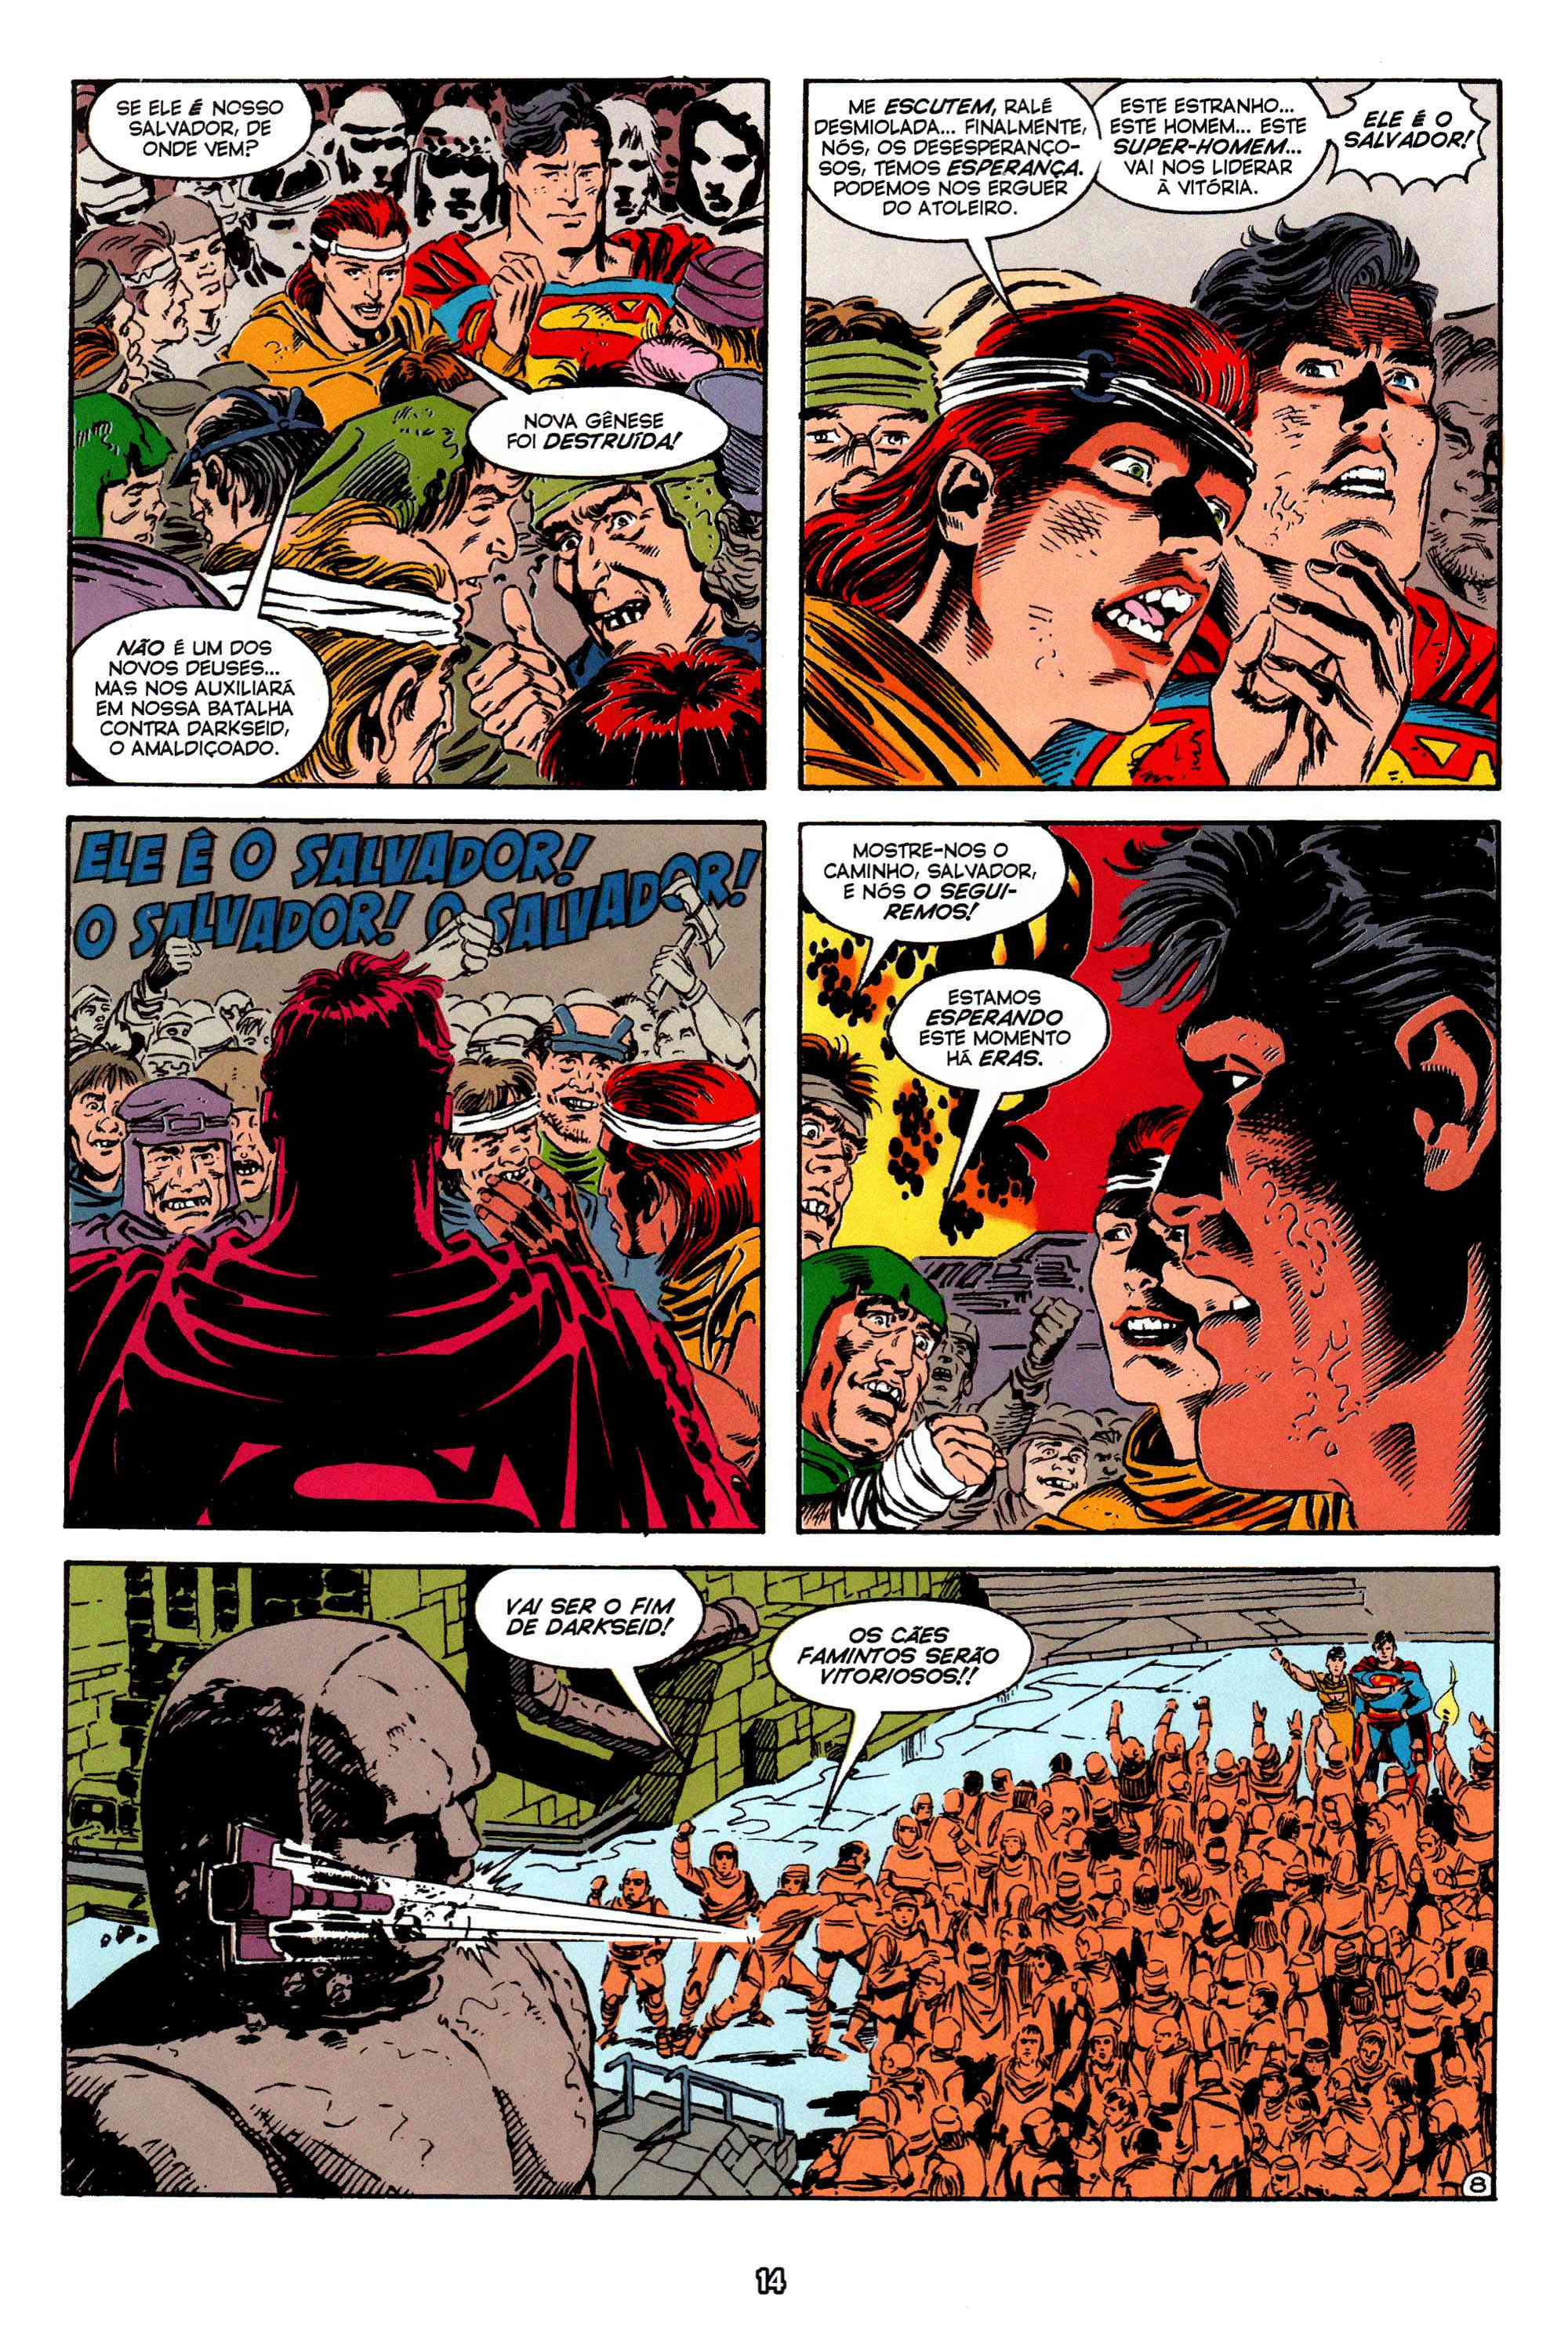 SE ELE É NOSSO
SALVADOR, DE
ONDE VEM?
NOVA GÊNESE
FOI DESTRUÍDA!
NÃO É UM DOS
NOVOS DEUSES...
MAS NOS AUXILIARÁ
EM NOSSA BATALHA
CONTRA DARKSEID,
O AMALDIÇOADO.
ME ESCUTEM, RALÉ
DESMIOLADA... FINALMENTE,
NÓS, OS DESESPERANÇO-
SOS, TEMOS ESPERANÇA.
PODEMOS NOS ERGUER
DO ATOLEIRO.
ESTE ESTRANHO...
ESTE HOMEM... ESTE
SUPER-HOMEM...
VAI NOS LIDERAR
À VITÓRIA.
ELE É O
SALVADOR!
ELE Ê O SALVADOR!
O SALVADOR! O SALVADOR!
MOSTRE-NOS O
CAMINHO, SALVADOR,
E NÓS O SEGUI-
REMOS!
ESTAMOS
ESPERANDO
ESTE MOMENTO
HÁ ERAS.
VAI SER O FIM
DE DARKSEID!
OS CÃES
FAMINTOS SERÃO
VITORIOSOS!!
8
14